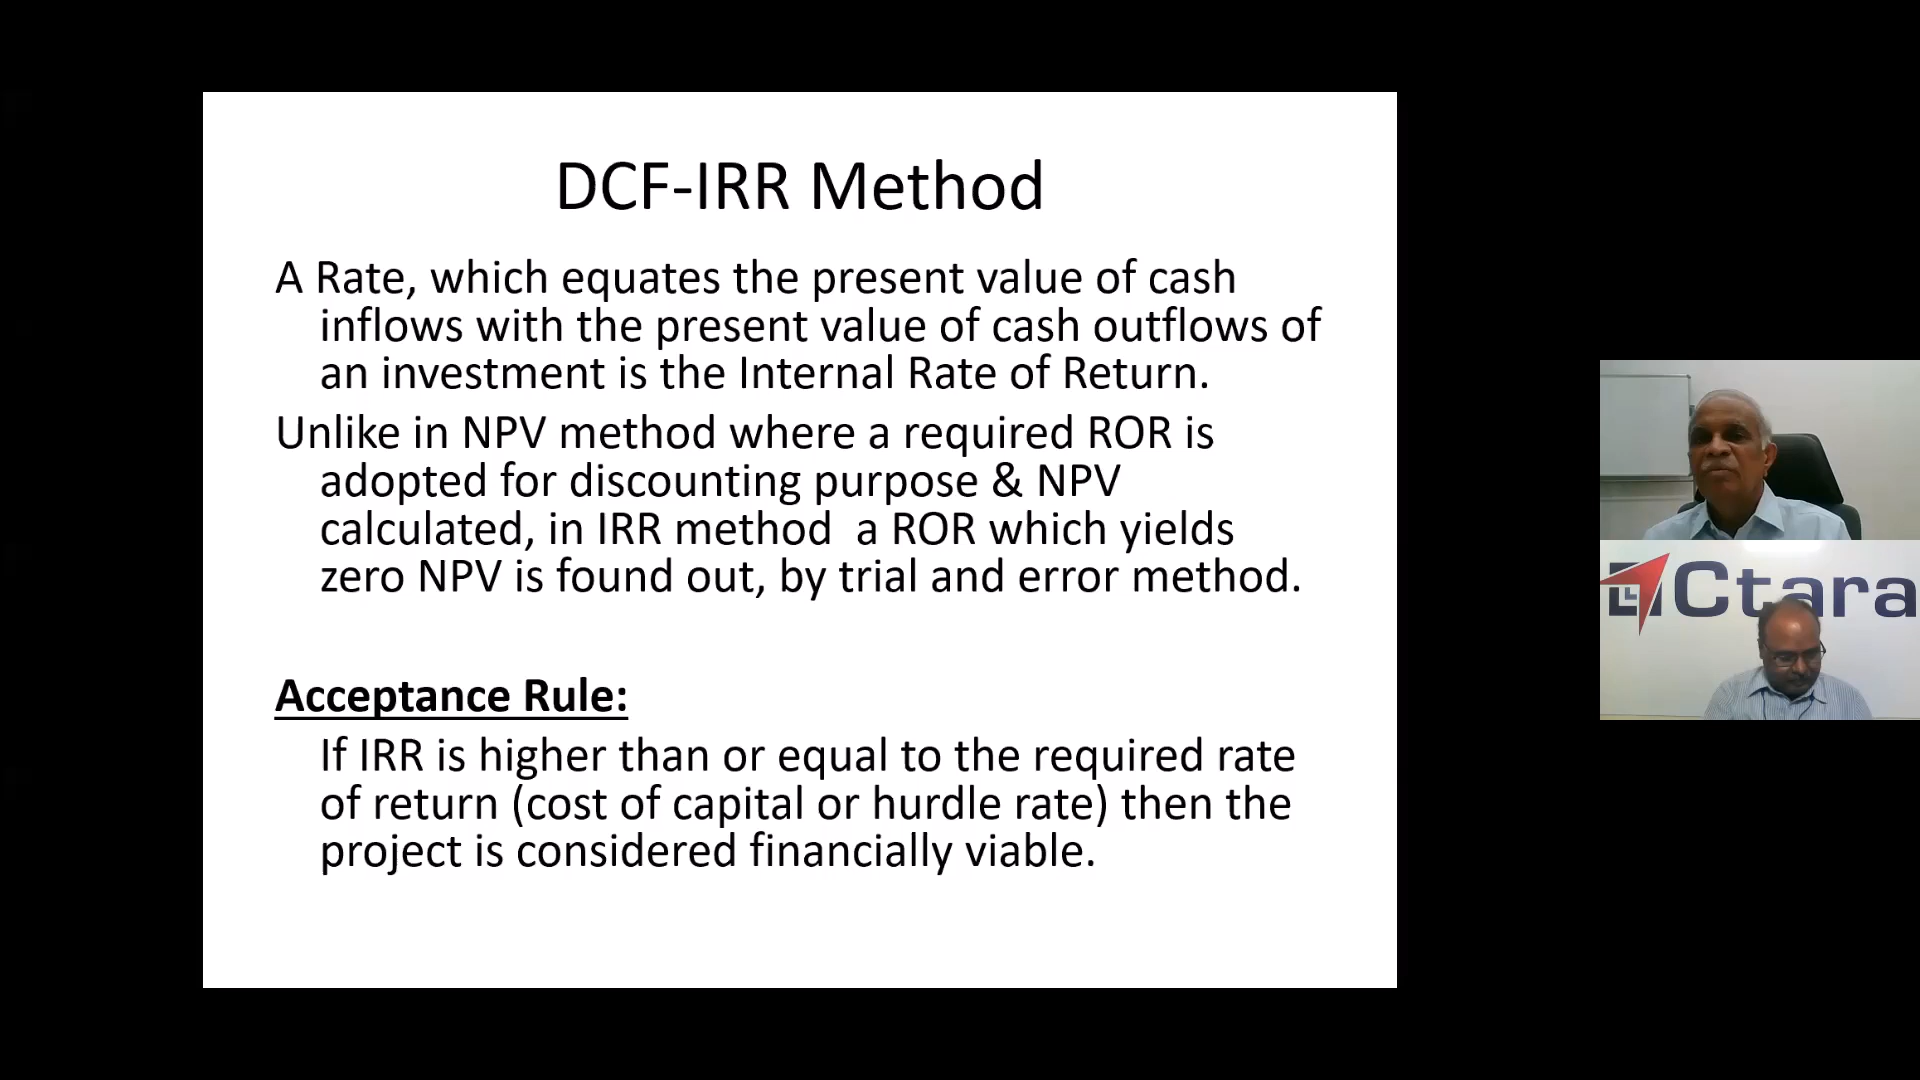 DCF-IRR Method
A Rate, which equates the present value of cash
inflows with the present value of cash outflows of
an investment is the Internal Rate of Return.
Unlike in NPV method where a required ROR is
adopted for discounting purpose & NPV
calculated, in IRR method a ROR which yields
zero NPV is found out, by trial and error method.
Acceptance Rule:
If IRR is higher than or equal to the required rate
of return (cost of capital or hurdle rate) then the
project is considered financially viable.
Ctara